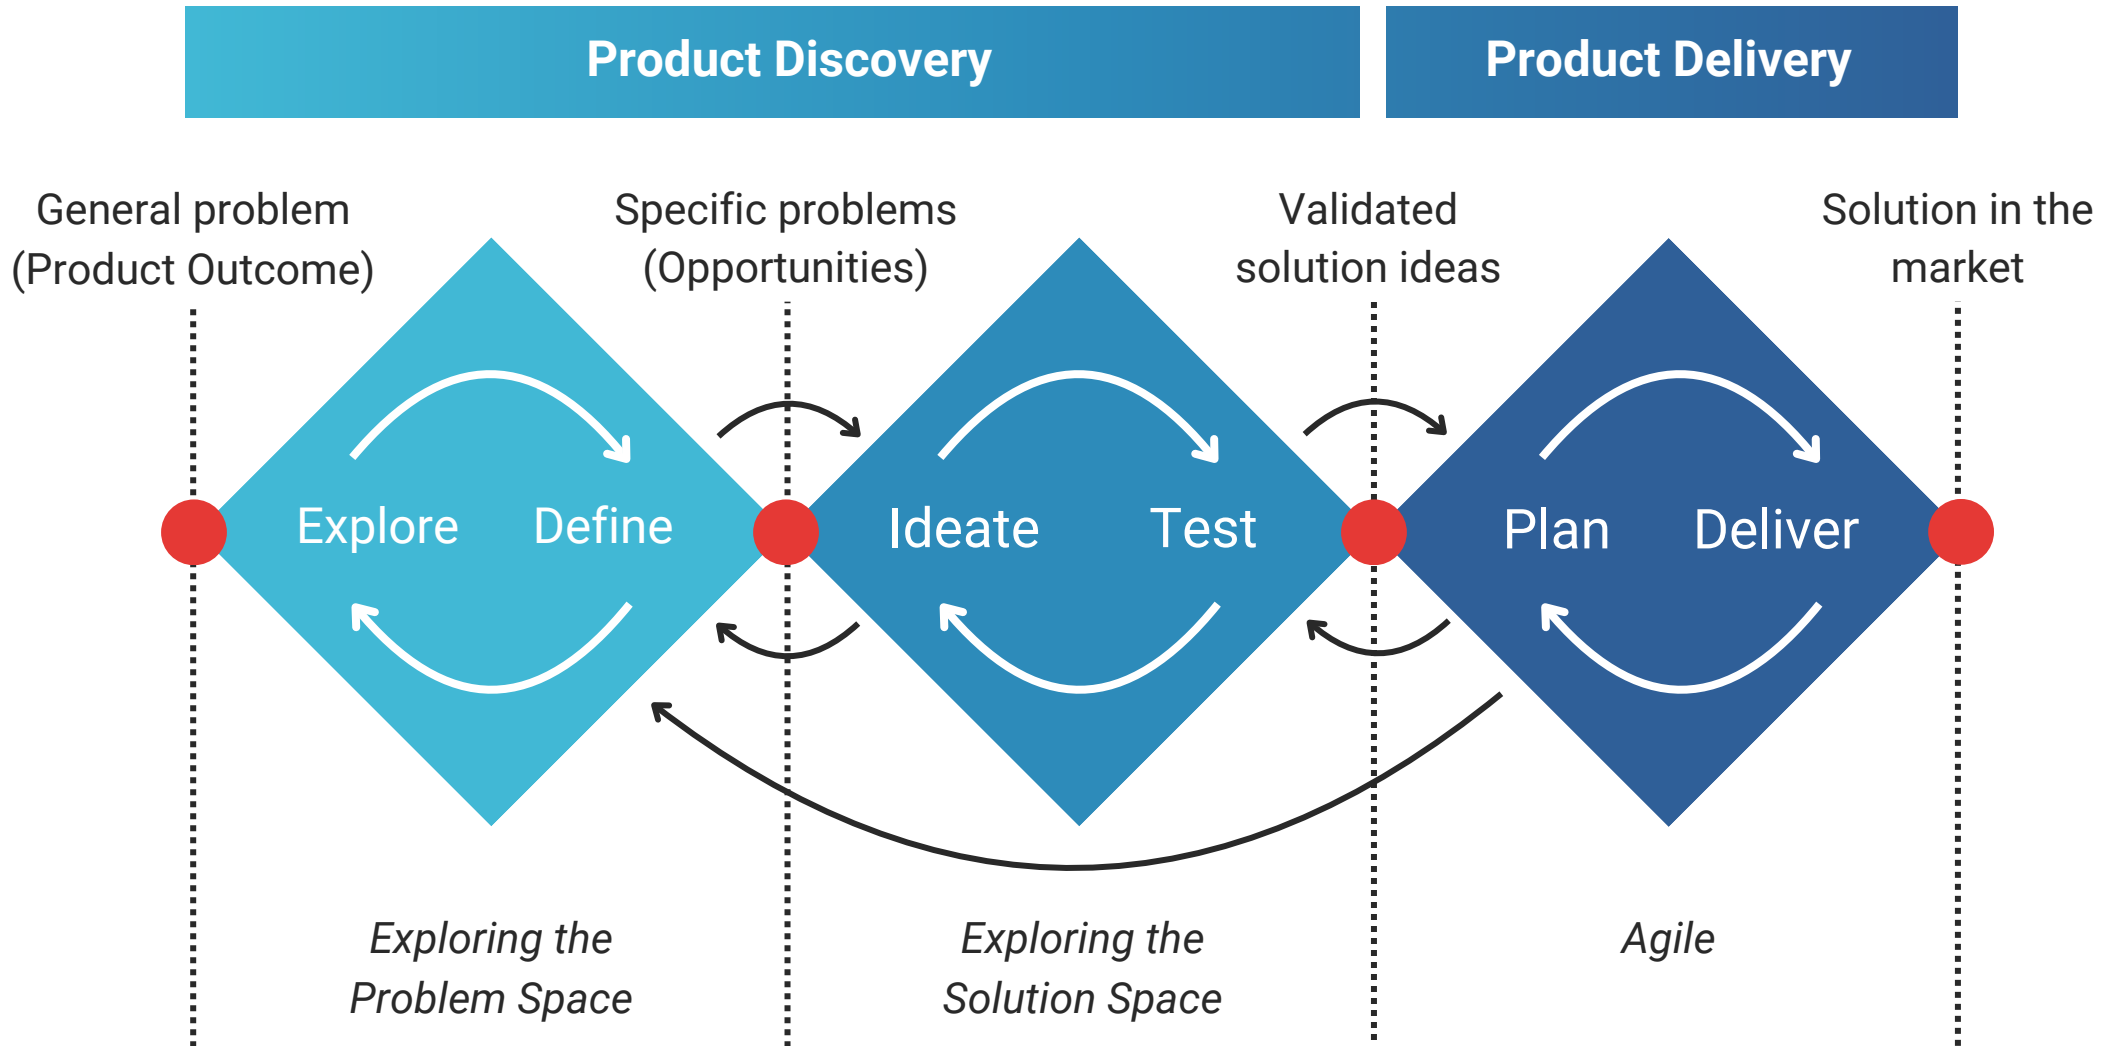 Product Discovery
Product Delivery
General problem
(Product Outcome)
Specific problems
(Opportunities)
Validated
solution ideas
Solution in the
market
Explore
Define
Ideate
Test
Plan
Deliver
Exploring the
Problem Space
Exploring the
Solution Space
Agile